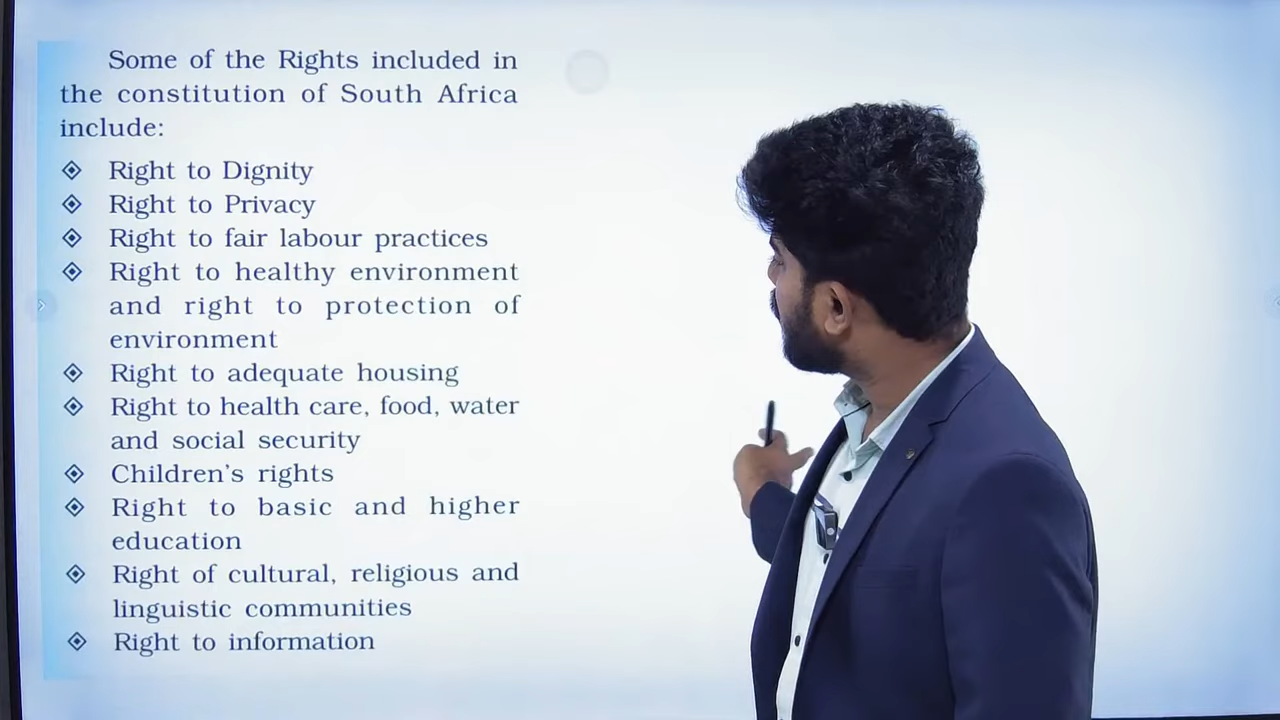 Some of the Rights included in
the constitution of South Africa
include:
Right to Dignity
Right to Privacy
Right to fair labour practices
Right to healthy environment
and right to protection of
environment
Right to adequate housing
Right to health care, food, water
and social security
Children's rights
Right to basic and higher
education
Right of cultural, religious and
linguistic communities
Right to information